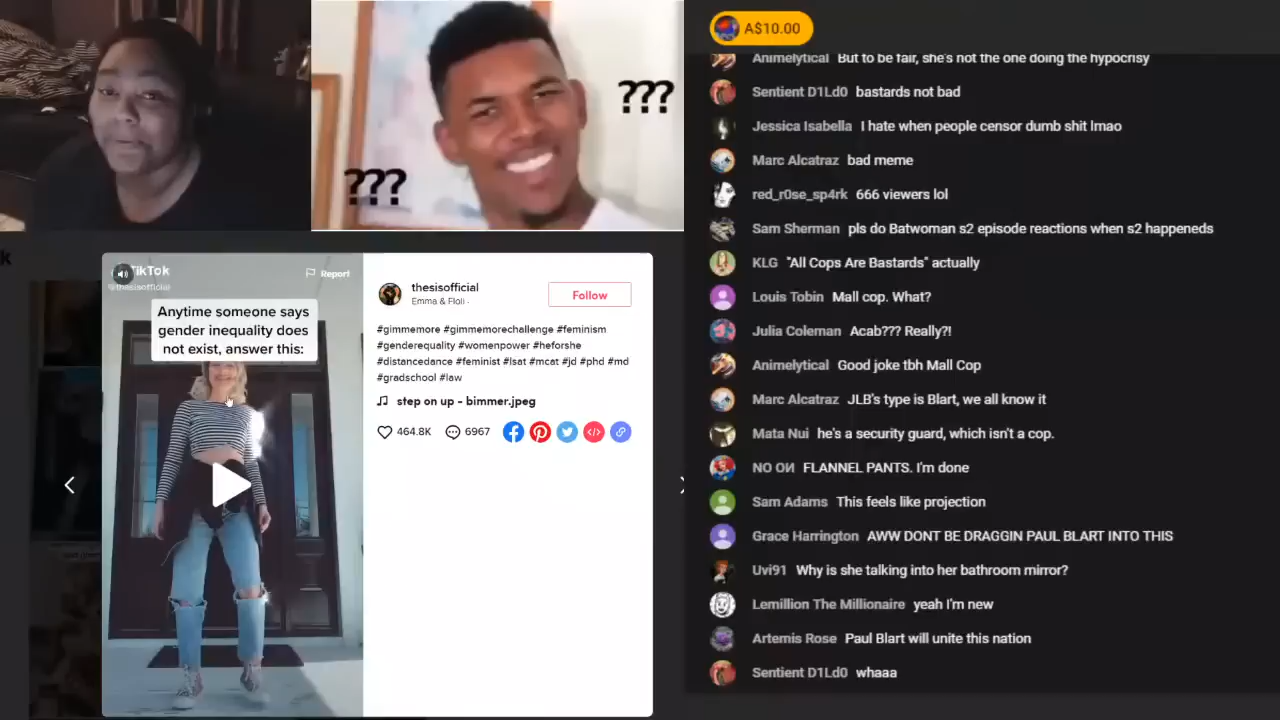 ???
???
k
TikTok
@thesisofficial
Report
Anytime someone says
gender inequality does
not exist, answer this:
thesisofficial
Emma & Floli ·
Follow
#gimmemore #gimmemorechallenge #feminism
#genderequality #womenpower #heforshe
#distancedance #feminist #lsat #mcat #jd #phd #md
#gradschool #law
step on up - bimmer.jpeg
464.8K
6967
A$10.00
Animelytical But to be fair, she's not the one doing the hypocrisy
Sentient D1Ld0 bastards not bad
Jessica Isabella I hate when people censor dumb shit lmao
Marc Alcatraz bad meme
red_r0se_sp4rk 666 viewers lol
Sam Sherman pls do Batwoman s2 episode reactions when s2 happeneds
KLG "All Cops Are Bastards" actually
Louis Tobin Mall cop. What?
Julia Coleman Acab??? Really?!
Animelytical Good joke tbh Mall Cop
Marc Alcatraz JLB's type is Blart, we all know it
Mata Nui he's a security guard, which isn't a cop.
NO OИ FLANNEL PANTS. I'm done
Sam Adams This feels like projection
Grace Harrington AWW DONT BE DRAGGIN PAUL BLART INTO THIS
Uvi91 Why is she talking into her bathroom mirror?
Lemillion The Millionaire yeah I'm new
Artemis Rose Paul Blart will unite this nation
Sentient D1Ld0 whaaa